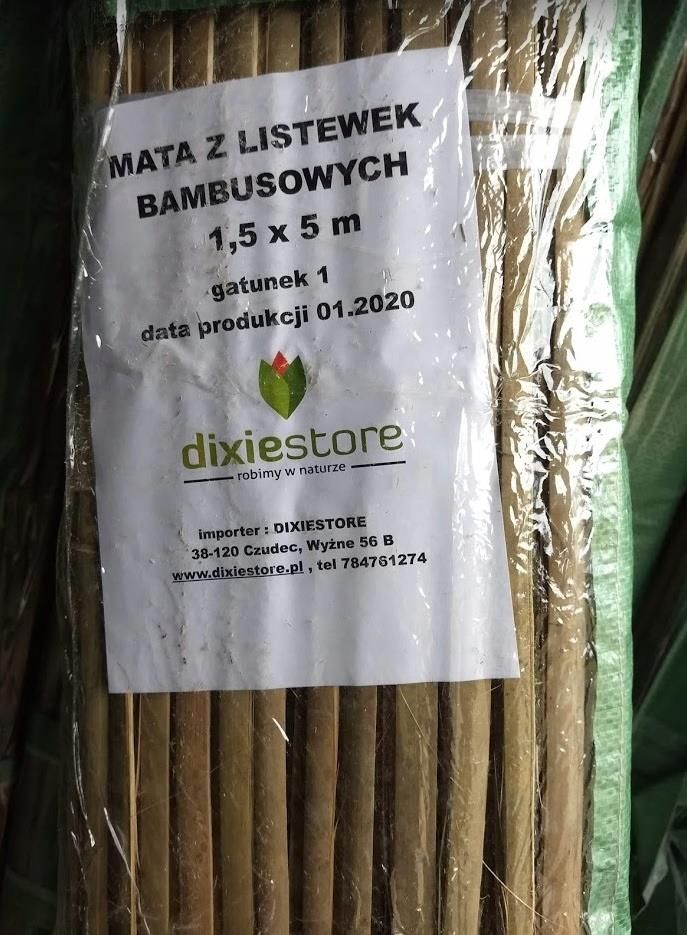 MATA Z LISTEWEK
BAMBUSOWYCH
1,5 x 5 m
gatunek 1
data produkcji 01.2020
dixiestore
robimy w naturze
importer : DIXIESTORE
38-120 Czudec, Wyżne 56 B
www.dixiestore.pl , tel 784761274